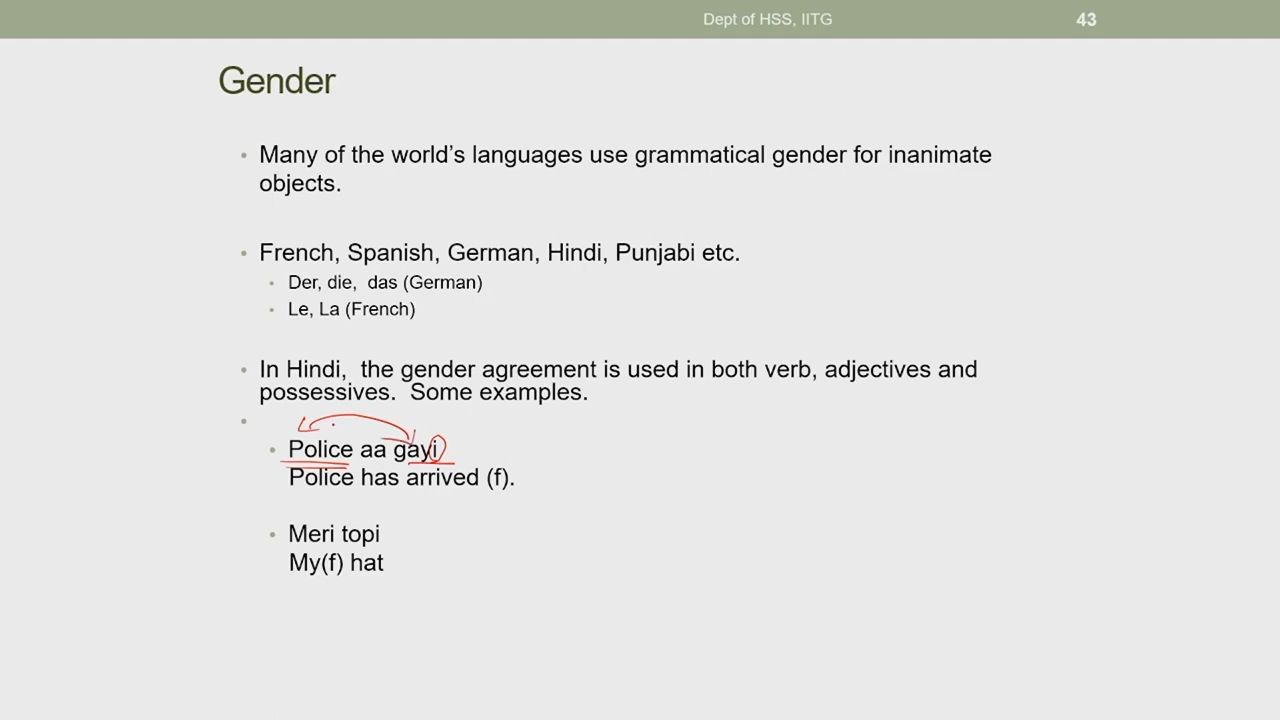 Dept of HSS, IITG
43
Gender
Many of the world's languages use grammatical gender for inanimate
objects.
French, Spanish, German, Hindi, Punjabi etc.
Der, die, das (German)
Le, La (French)
In Hindi, the gender agreement is used in both verb, adjectives and
possessives. Some examples.
Police aa gayi
Police has arrived (f).
Meri topi
My(f) hat